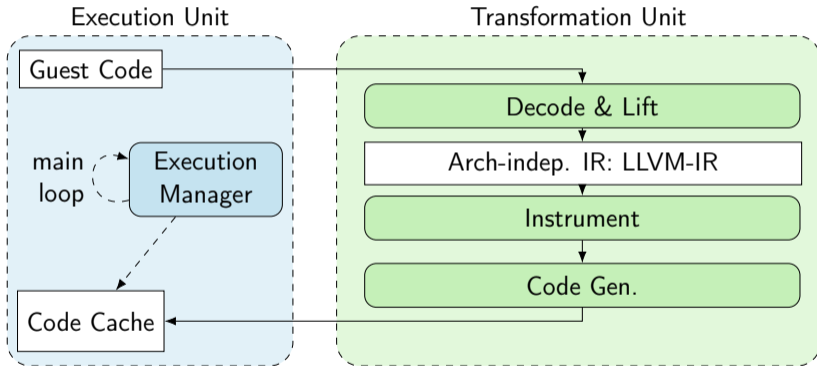 Execution Unit
Transformation Unit
Guest Code
Decode & Lift
main
loop
Execution
Manager
Arch-indep. IR: LLVM-IR
Instrument
Code Gen.
Code Cache